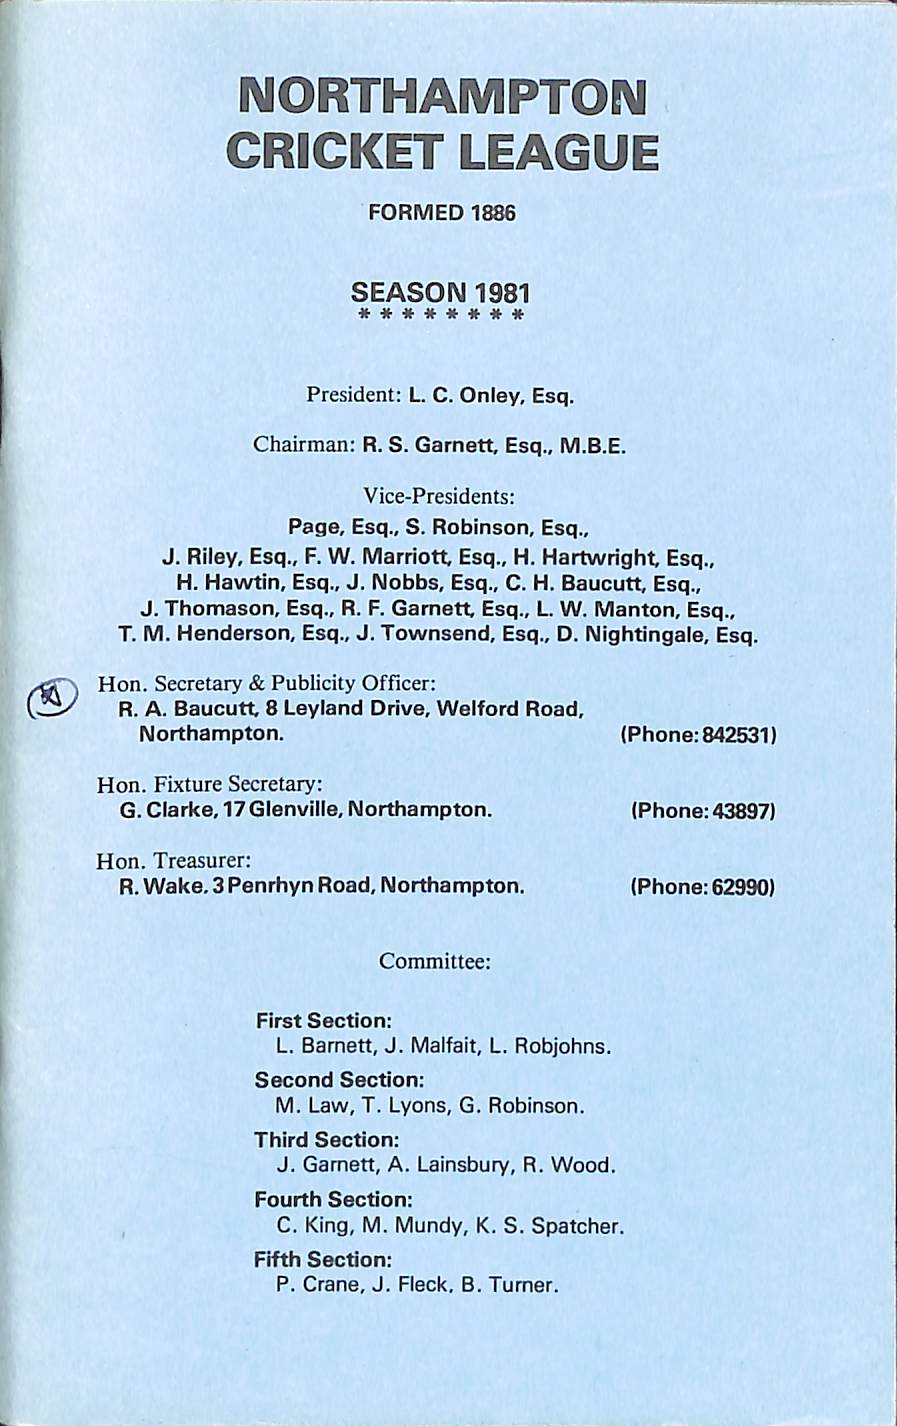 NORTHAMPTON
CRICKET LEAGUE
FORMED 1886
SEASON 1981
* * * * * * * *
President: L. C. Onley, Esq.
Chairman: R. S. Garnett, Esq., M.B.E.
Vice-Presidents:
Page, Esq., S. Robinson, Esq.,
J. Riley, Esq., F. W. Marriott, Esq., H. Hartwright, Esq.,
H. Hawtin, Esq., J. Nobbs, Esq., C. H. Baucutt, Esq.,
J. Thomason, Esq., R. F. Garnett, Esq., L. W. Manton, Esq.,
T. M. Henderson, Esq., J. Townsend, Esq., D. Nightingale, Esq.
Hon. Secretary & Publicity Officer:
R. A. Baucutt, 8 Leyland Drive, Welford Road,
Northampton. (Phone: 842531)
Hon. Fixture Secretary:
G. Clarke, 17 Glenville, Northampton. (Phone: 43897)
Hon. Treasurer:
R. Wake. 3 Penrhyn Road, Northampton. (Phone: 62990)
Committee:
First Section:
L. Barnett, J. Malfait, L. Robjohns.
Second Section:
M. Law, T. Lyons, G. Robinson.
Third Section:
J. Garnett, A. Lainsbury, R. Wood.
Fourth Section:
C. King, M. Mundy, K. S. Spatcher.
Fifth Section:
P. Crane, J. Fleck, B. Turner.